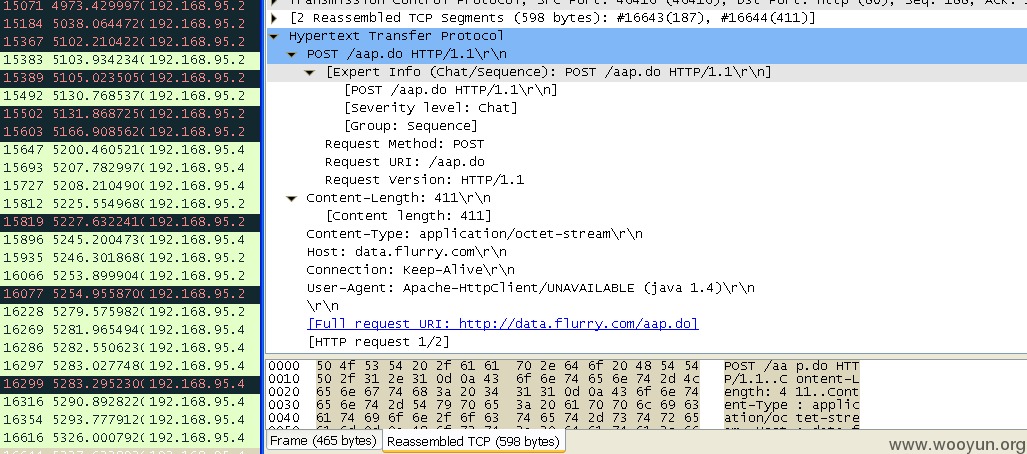 15071 4973.429997( 192.168.95.2
15184 5038.064472( 192.168.95.2
15367 5102.210422( 192.168.95.2
15383 5103.934234( 192.168.95.2
15389 5105.023505( 192.168.95.2
15492 5130.768537( 192.168.95.2
15502 5131.868725( 192.168.95.2
15603 5166.908562( 192.168.95.2
15647 5200.460521( 192.168.95.4
15693 5207.782997( 192.168.95.4
15727 5208.210490( 192.168.95.4
15812 5225.554968( 192.168.95.2
15819 5227.632241( 192.168.95.2
15896 5245.200473( 192.168.95.4
15935 5246.301868( 192.168.95.4
16066 5253.899904( 192.168.95.2
16077 5254.955870( 192.168.95.2
16228 5279.575982( 192.168.95.2
16269 5281.965494( 192.168.95.4
16286 5282.550623( 192.168.95.4
16297 5283.027748( 192.168.95.4
16299 5283.295230( 192.168.95.4
16316 5290.892822( 192.168.95.4
16354 5293.777912( 192.168.95.4
16616 5326.000792( 192.168.95.4
[2 Reassembled TCP Segments (598 bytes): #16643(187), #16644(411)]
Hypertext Transfer Protocol
POST /aap.do HTTP/1.1\r\n
[Expert Info (Chat/Sequence): POST /aap.do HTTP/1.1\r\n]
[POST /aap.do HTTP/1.1\r\n]
[Severity level: Chat]
[Group: Sequence]
Request Method: POST
Request URI: /aap.do
Request Version: HTTP/1.1
Content-Length: 411\r\n
[Content length: 411]
Content-Type: application/octet-stream\r\n
Host: data.flurry.com\r\n
Connection: Keep-Alive\r\n
User-Agent: Apache-HttpClient/UNAVAILABLE (java 1.4)\r\n
\r\n
[Full request URI: http://data.flurry.com/aap.do]
[HTTP request 1/2]
0000 50 4f 53 54 20 2f 61 61 70 2e 64 6f 20 48 54 54 POST /aa p.do HTT
0010 50 2f 31 2e 31 0d 0a 43 6f 6e 74 65 6e 74 2d 4c P/1.1..C ontent-L
0020 65 6e 67 74 68 3a 20 34 31 31 0d 0a 43 6f 6e 74 ength: 4 11..Cont
0030 65 6e 74 2d 54 79 70 65 3a 20 61 70 70 6c 69 63 ent-Type : applic
0040 61 74 69 6f 6e 2f 6f 63 74 65 74 2d 73 74 72 65 ation/oc tet-stre
Frame (465 bytes) Reassembled TCP (598 bytes)
www.wooyun.org